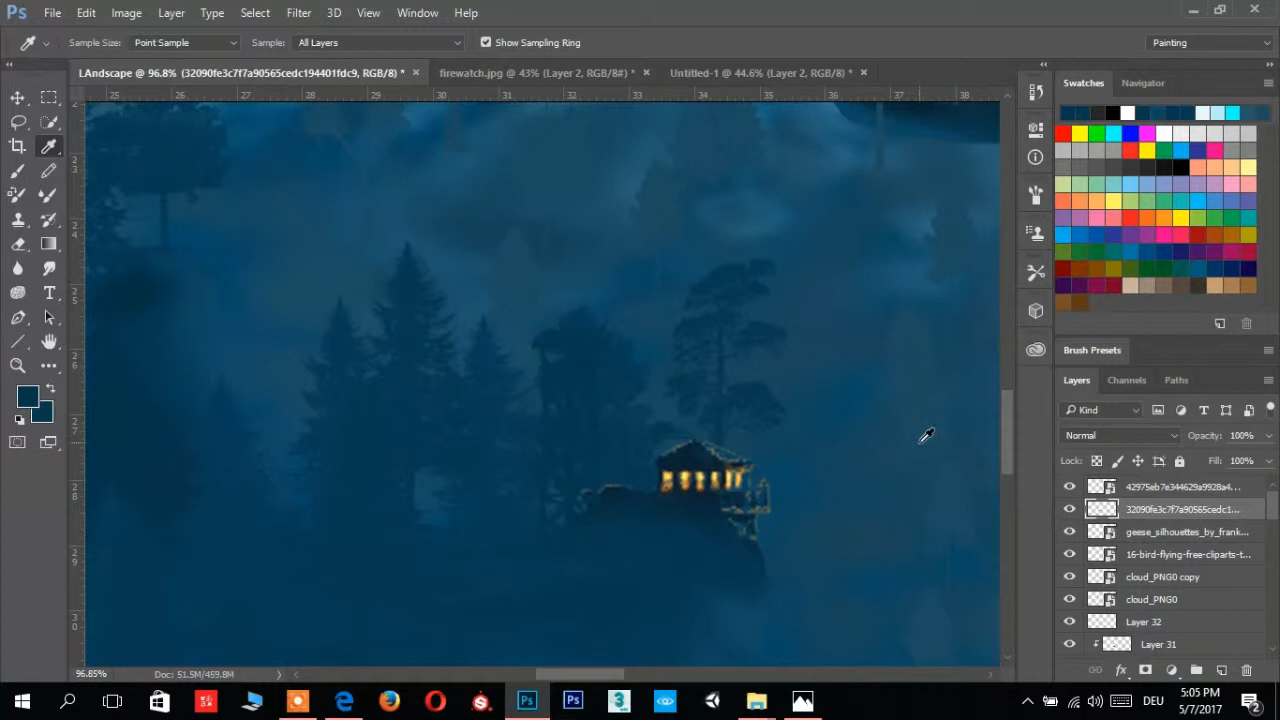 Ps File Edit Image Layer Type Select Filter 3D View Window Help
Sample Size: Point Sample Sample: All Layers Show Sampling Ring Painting
LAndscape @ 96.8% (32090fe3c7f7a90565cedc194401fdc9, RGB/8) * × firewatch.jpg @ 43% (Layer 2, RGB/8#) * × Untitled-1 @ 44.6% (Layer 2, RGB/8) * ×
25 28 29 30 31 32 33 34 35 36 37 38
Swatches Navigator
Brush Presets
Layers Channels Paths
Kind
Normal Opacity: 100%
Lock: Fill: 100%
42975eb7e344629a9928a4...
32090fe3c7f7a90565cedc1...
geese_silhouettes_by_frank...
16-bird-flying-free-cliparts-t...
cloud_PNG0 copy
cloud_PNG0
Layer 32
Layer 31
96.85% Doc: 51.5M/459.8M
DEU 5:05 PM
5/7/2017